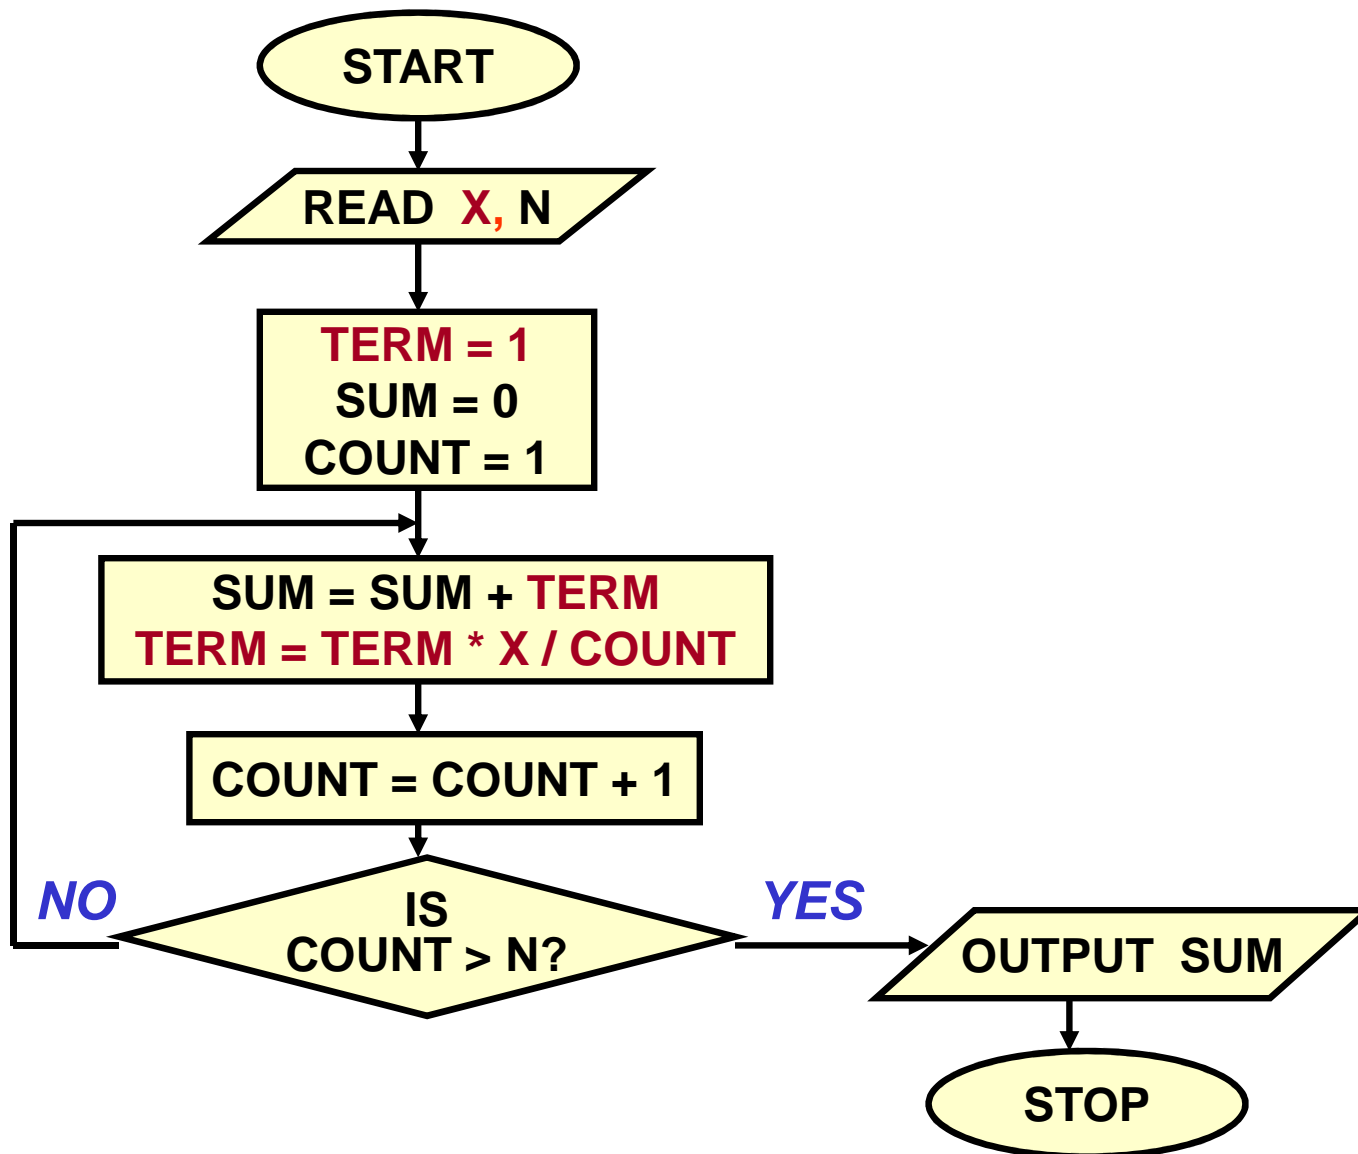 START
READ X, N
TERM = 1
SUM = 0
COUNT = 1
SUM = SUM + TERM
TERM = TERM * X / COUNT
COUNT = COUNT + 1
NO
IS
COUNT > N?
YES
OUTPUT SUM
STOP